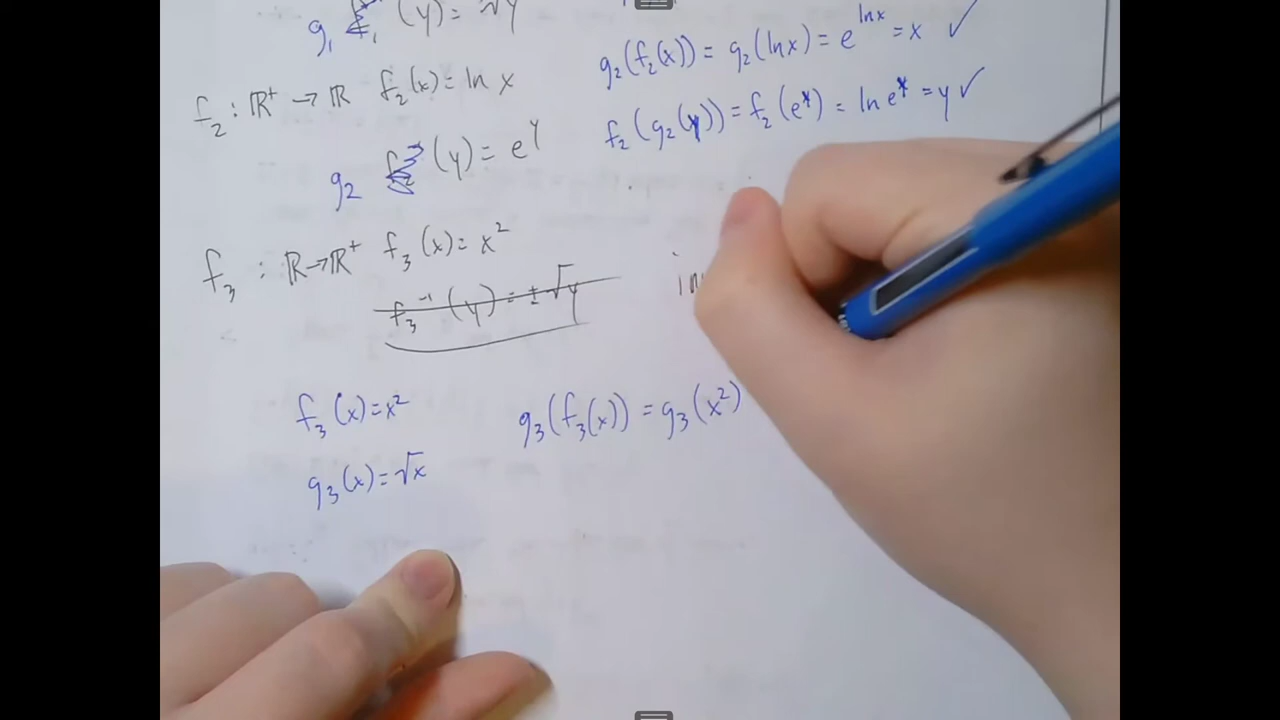 g₁ (y) = √y
f₂ : ℝ⁺ → ℝ f₂(x) = ln x
g₂ (y) = e^y
g₂(f₂(x)) = g₂(ln x) = e^{ln x} = x ✓
f₂(g₂(y)) = f₂(e^x) = ln e^x = y ✓
f₃ : ℝ → ℝ⁺ f₃(x) = x²
f₃⁻¹(y) = ± √y
f₃(x) = x²
g₃(x) = √x
g₃(f₃(x)) = g₃(x²)